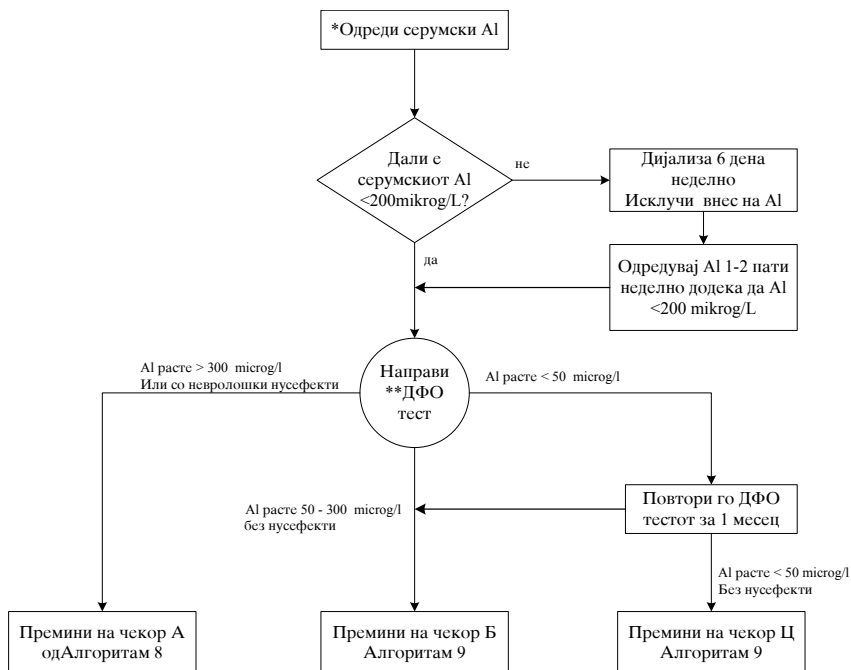 *Одреди серумски Al
Дали е
серумскиот Al
<200mikrog/L?
не
Дијализа 6 дена
неделно
Исклучи внес на Al
да
Одредувај Al 1-2 пати
неделно додека да Al
<200 mikrog/L
Al расте > 300 microg/l
Или со невролошки нусефекти
Направи
**ДФО
тест
Al расте < 50 microg/l
Al расте 50 - 300 microg/l
без нусефекти
Повтори го ДФО
тестот за 1 месец
Al расте < 50 microg/l
Без нусефекти
Премини на чекор А
одАлгоритам 8
Премини на чекор Б
Алгоритам 9
Премини на чекор Ц
Алгоритам 9